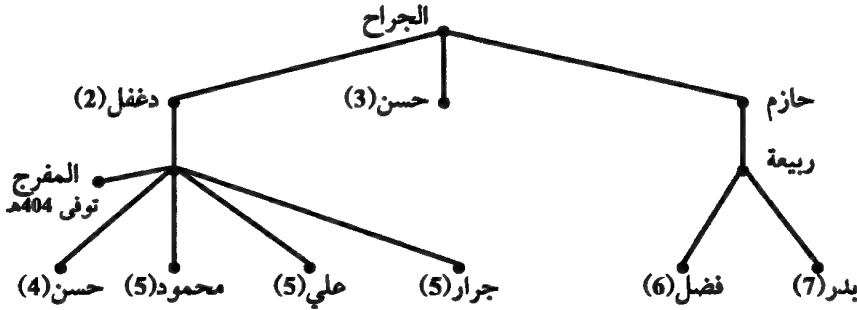 الجراح
حازم
حسن(3)
دغفل(2)
ربيعة
المفرج
توفى 404هـ
بدر(7)
فضل(6)
جرار(5)
علي(5)
محمود(5)
حسن(4)